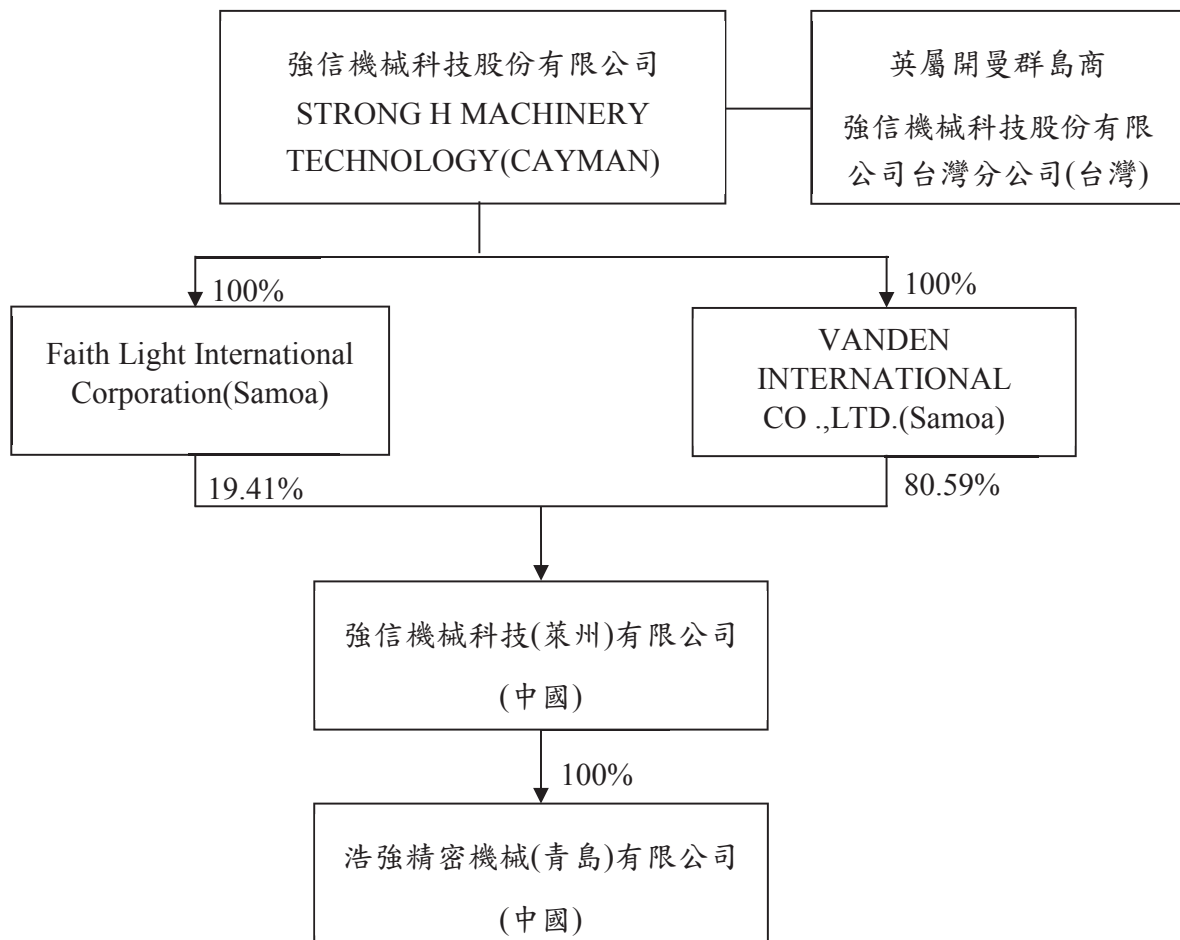 強信機械科技股份有限公司
STRONG H MACHINERY
TECHNOLOGY(CAYMAN)
英屬開曼群島商
強信機械科技股份有限
公司台灣分公司(台灣)
100%
100%
Faith Light International
Corporation(Samoa)
VANDEN
INTERNATIONAL
CO .,LTD.(Samoa)
19.41%
80.59%
強信機械科技(萊州)有限公司
(中國)
100%
浩強精密機械(青島)有限公司
(中國)